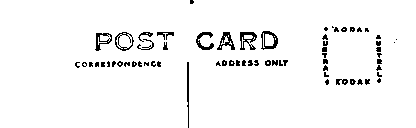 POST CARD
CORRESPONDENCE
ADDRESS ONLY
KODAK
AUSTRAL
AUSTRAL
KODAK